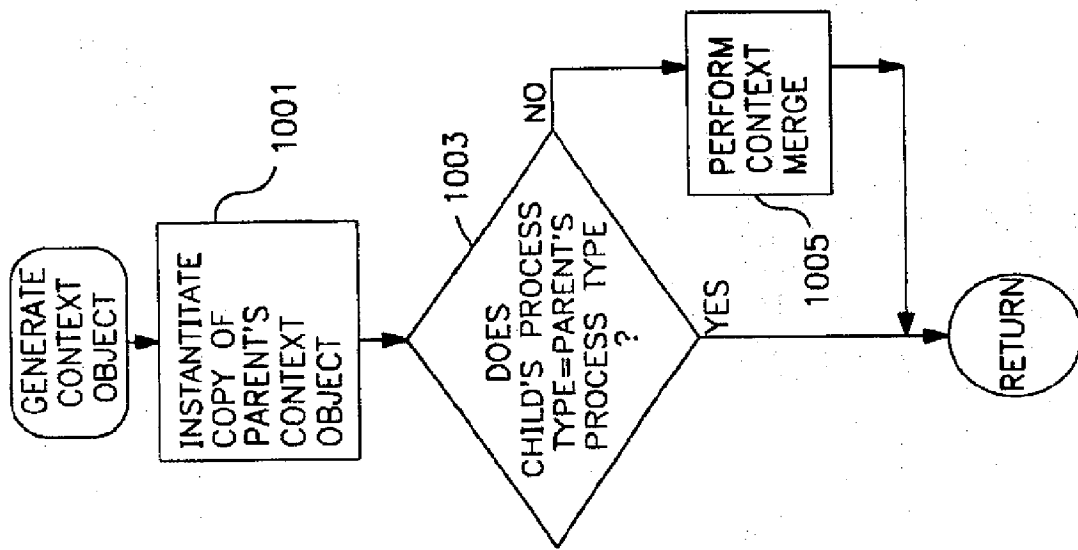 GENERATE
CONTEXT
OBJECT
1001
INSTANTITATE
COPY OF
PARENT'S
CONTEXT
OBJECT
1003
DOES
CHILD'S PROCESS
TYPE=PARENT'S
PROCESS TYPE
?
NO
YES
PERFORM
CONTEXT
MERGE
1005
RETURN